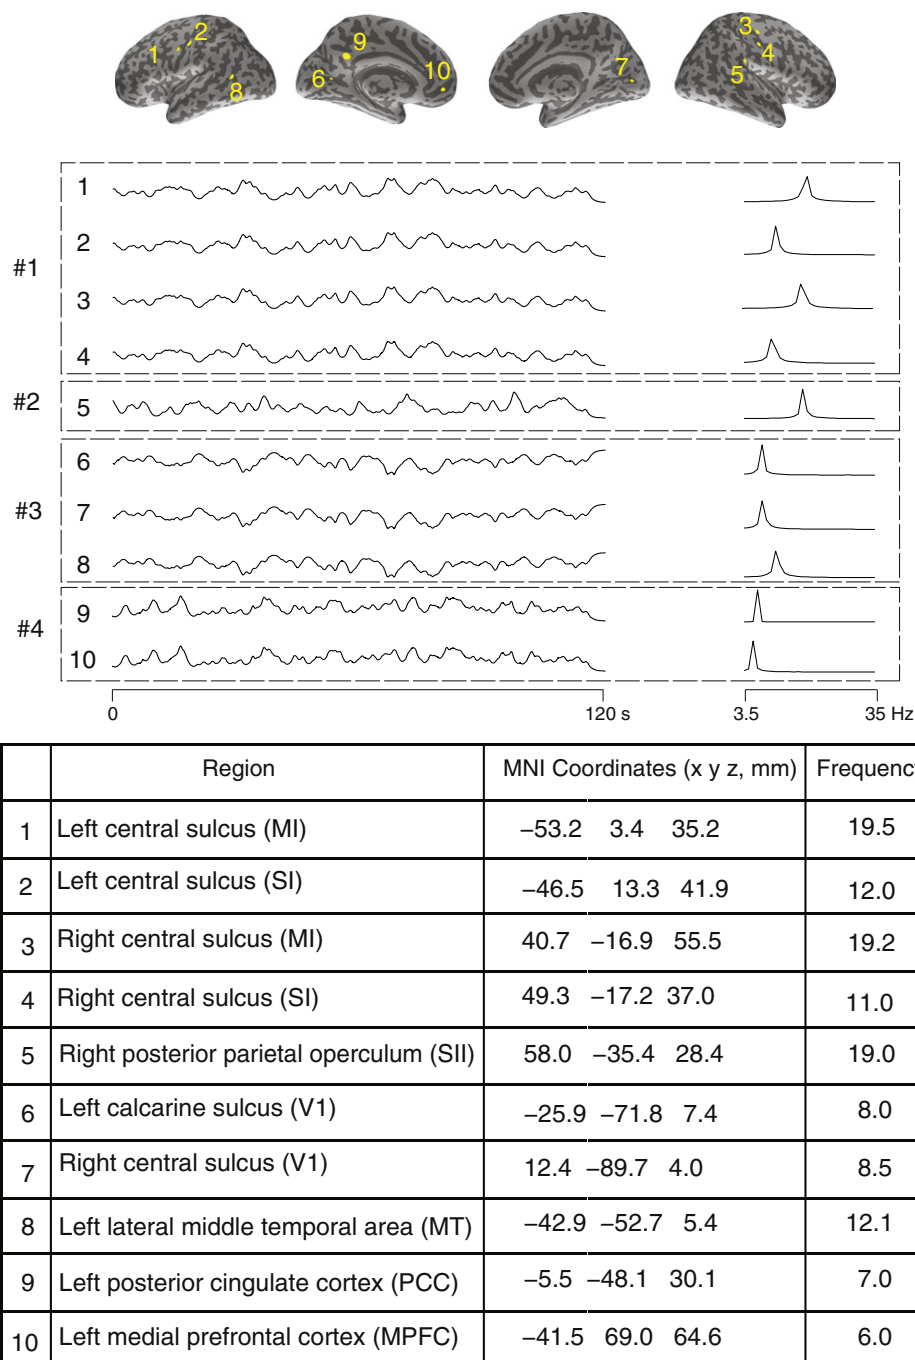 1 2 8
6 9 10
7
3 4 5
#1
1
2
3
4
#2
5
#3
6
7
8
#4
9
10
0 120 s 3.5 35 Hz
Region MNI Coordinates (x y z, mm) Frequenc
1 Left central sulcus (MI) −53.2 3.4 35.2 19.5
2 Left central sulcus (SI) −46.5 13.3 41.9 12.0
3 Right central sulcus (MI) 40.7 −16.9 55.5 19.2
4 Right central sulcus (SI) 49.3 −17.2 37.0 11.0
5 Right posterior parietal operculum (SII) 58.0 −35.4 28.4 19.0
6 Left calcarine sulcus (V1) −25.9 −71.8 7.4 8.0
7 Right central sulcus (V1) 12.4 −89.7 4.0 8.5
8 Left lateral middle temporal area (MT) −42.9 −52.7 5.4 12.1
9 Left posterior cingulate cortex (PCC) −5.5 −48.1 30.1 7.0
10 Left medial prefrontal cortex (MPFC) −41.5 69.0 64.6 6.0